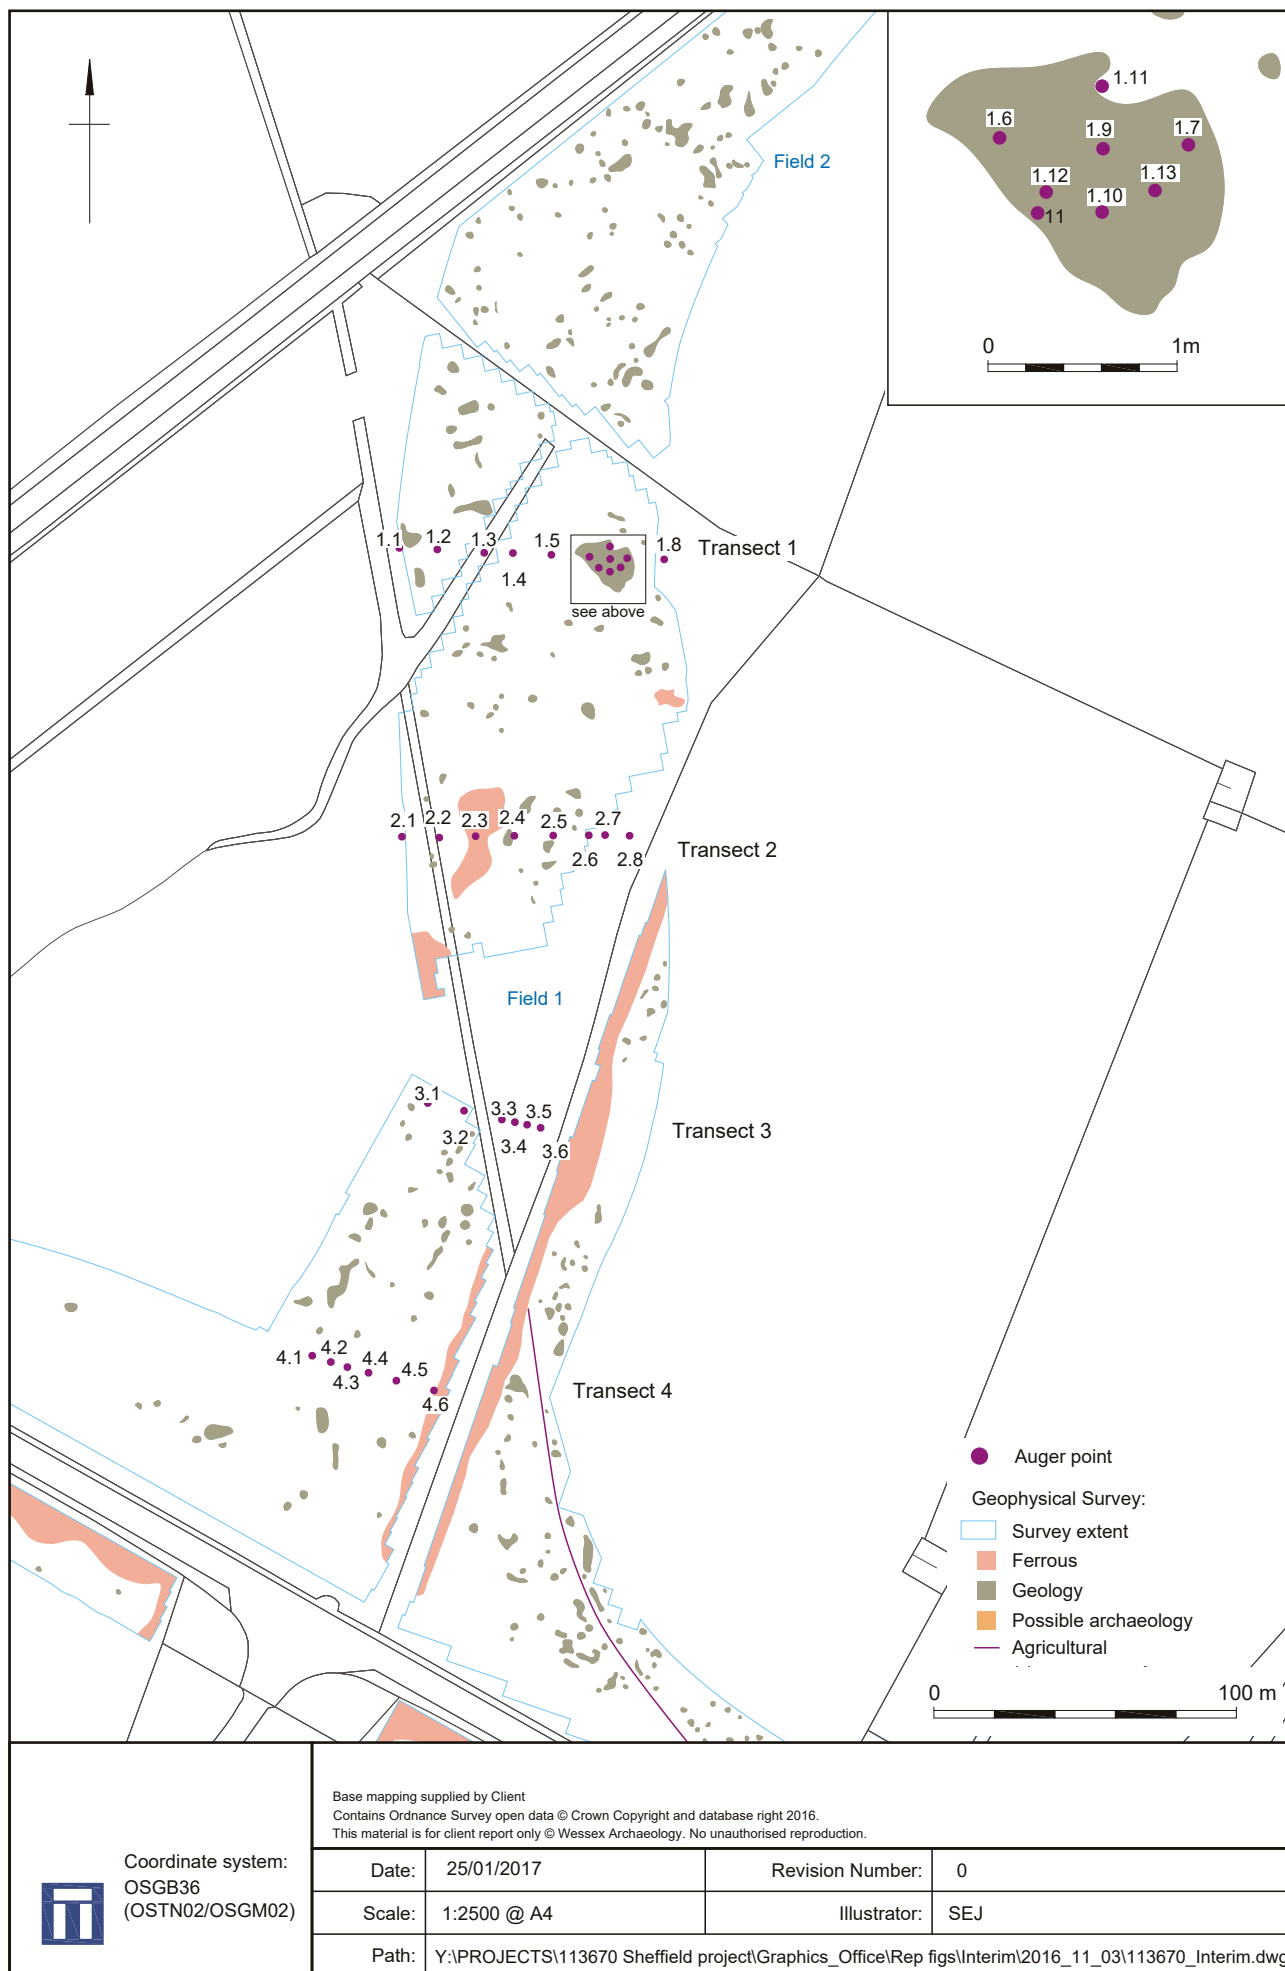 1.11
1.6
1.9
1.7
1.12
1.13
1.10
11
0 1m
Field 2
1.1
1.2
1.3
1.4
1.5
1.8
Transect 1
see above
2.1
2.2
2.3
2.4
2.5
2.7
2.6
2.8
Transect 2
Field 1
3.1
3.2
3.3
3.5
3.4
3.6
Transect 3
4.1
4.2
4.3
4.4
4.5
4.6
Transect 4
Auger point
Geophysical Survey:
Survey extent
Ferrous
Geology
Possible archaeology
Agricultural
0 100 m
Base mapping supplied by Client
Contains Ordnance Survey open data © Crown Copyright and database right 2016.
This material is for client report only © Wessex Archaeology. No unauthorised reproduction.
Coordinate system:
OSGB36
(OSTN02/OSGM02)
Date: 25/01/2017 Revision Number: 0
Scale: 1:2500 @ A4 Illustrator: SEJ
Path: Y:\PROJECTS\113670 Sheffield project\Graphics_Office\Rep figs\Interim\2016_11_03\113670_Interim.dwg